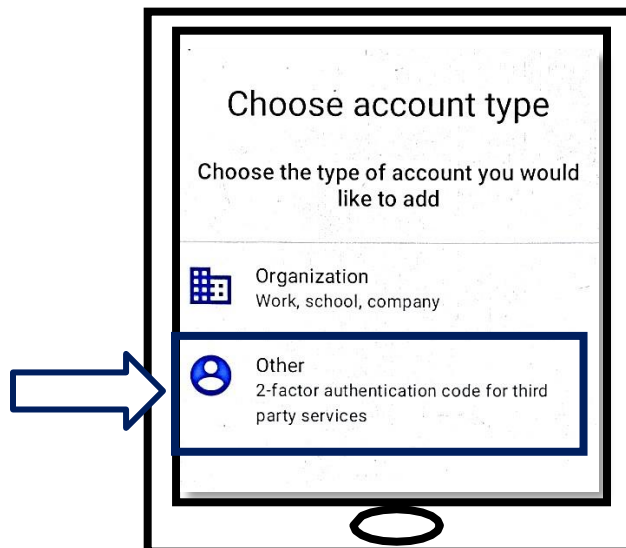 Choose account type
Choose the type of account you would
like to add
Organization
Work, school, company
Other
2-factor authentication code for third
party services